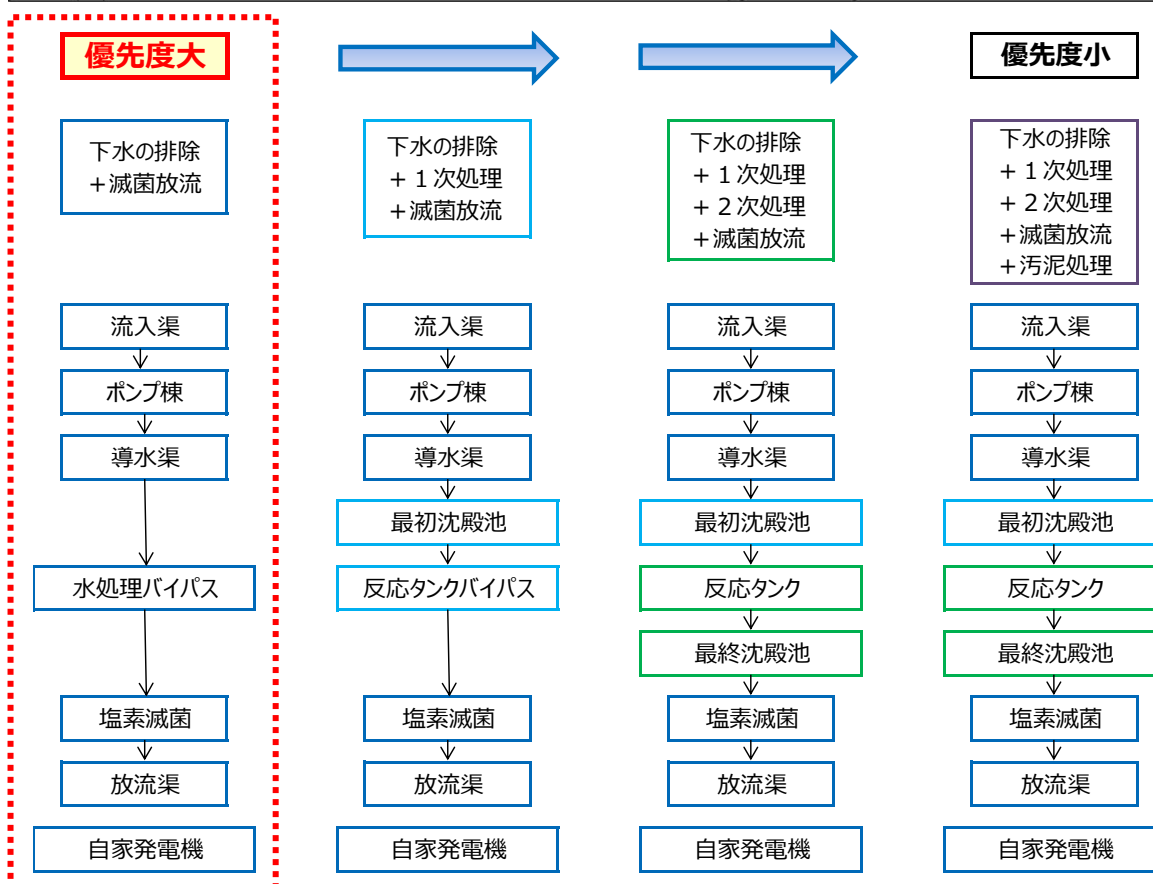 優先度大
優先度小
下水の排除
+滅菌放流
下水の排除
+1次処理
+滅菌放流
下水の排除
+1次処理
+2次処理
+滅菌放流
下水の排除
+1次処理
+2次処理
+滅菌放流
+汚泥処理
流入渠
ポンプ棟
導水渠
水処理バイパス
塩素滅菌
放流渠
自家発電機
流入渠
ポンプ棟
導水渠
最初沈殿池
反応タンクバイパス
塩素滅菌
放流渠
自家発電機
流入渠
ポンプ棟
導水渠
最初沈殿池
反応タンク
最終沈殿池
塩素滅菌
放流渠
自家発電機
流入渠
ポンプ棟
導水渠
最初沈殿池
反応タンク
最終沈殿池
塩素滅菌
放流渠
自家発電機